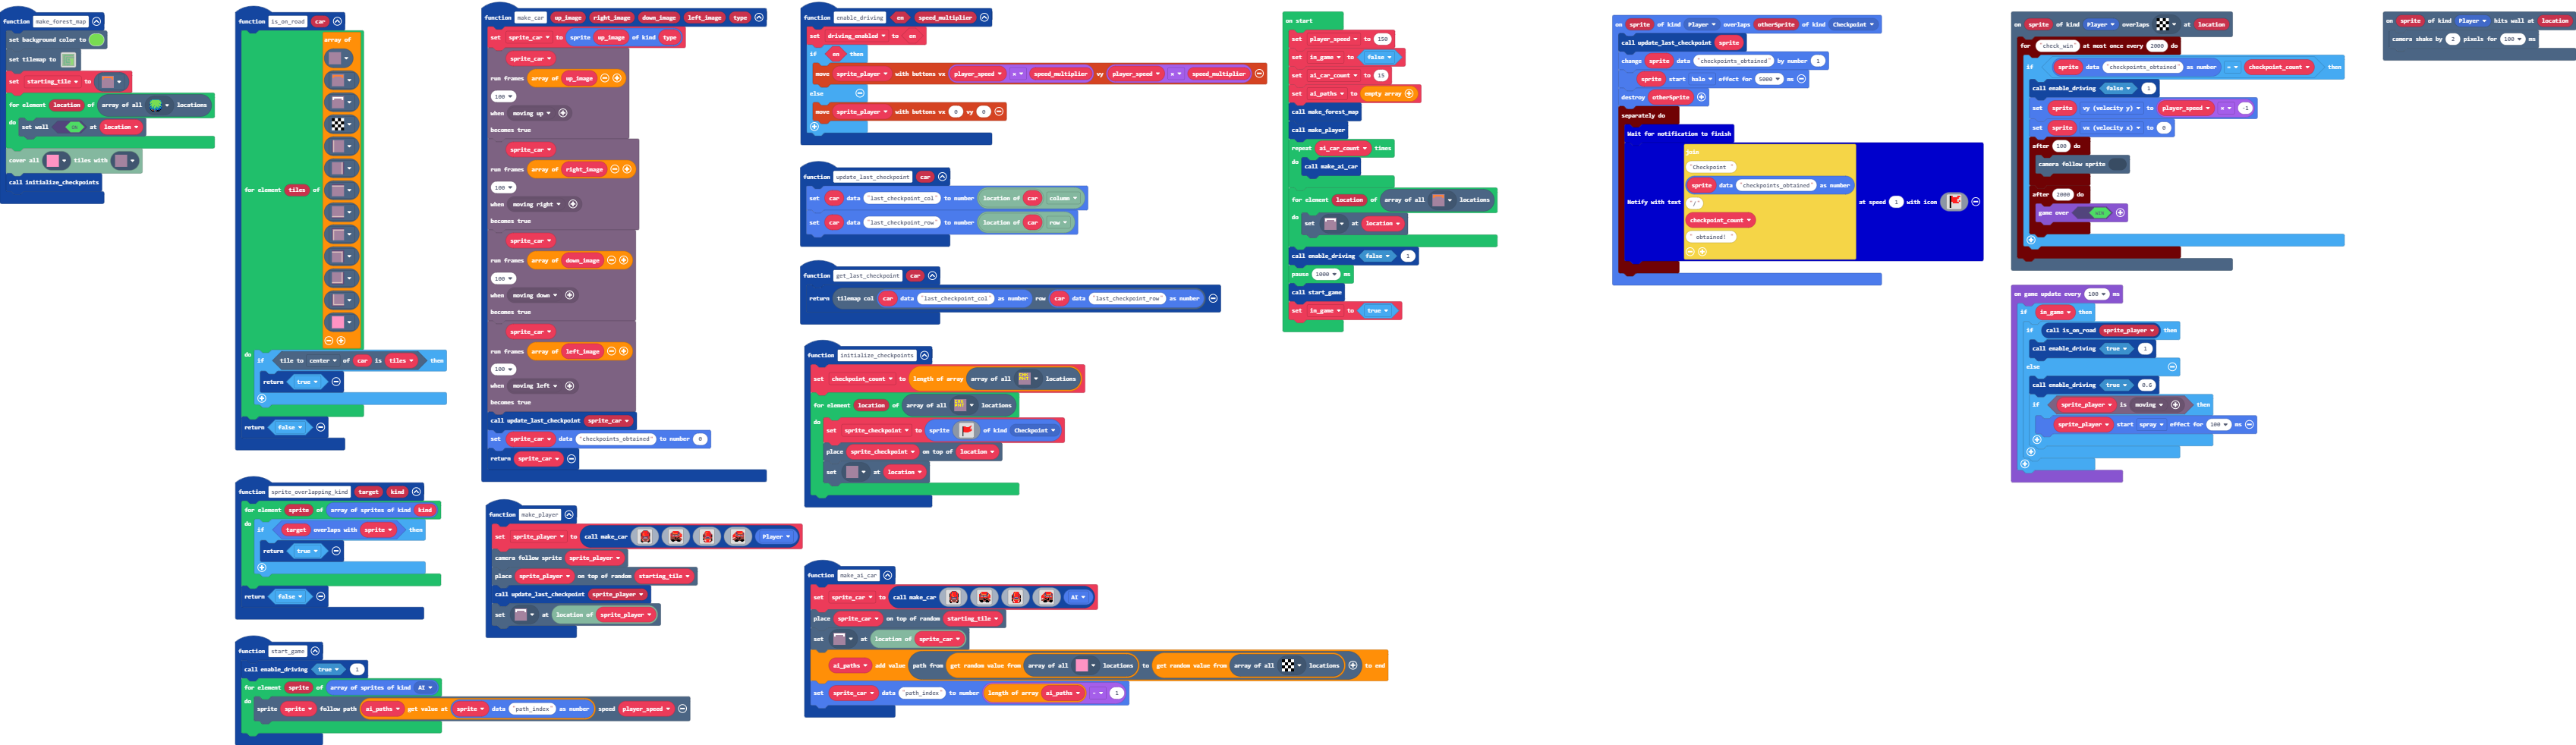 function make_forest_map
set background color to
set tilemap to
set starting_tile to
for element location of array of all locations
do set wall on at location
cover all tiles with
call initialize_checkpoints
function is_on_road car
for element tiles of
array of
do if tile to center of car is tiles then
return true
return false
function sprite_overlapping_kind target kind
for element sprite of array of sprites of kind kind
do if target overlaps with sprite then
return true
return false
function start_game
call enable_driving true 1
for element sprite of array of sprites of kind AI
do sprite sprite follow path ai_paths get value at sprite data "path_index" as number speed player_speed
function make_car up_image right_image down_image left_image type
set sprite_car to sprite up_image of kind type
sprite_car
run frames array of up_image
100
when moving up
becomes true
sprite_car
run frames array of right_image
100
when moving right
becomes true
sprite_car
run frames array of down_image
100
when moving down
becomes true
sprite_car
run frames array of left_image
100
when moving left
becomes true
call update_last_checkpoint sprite_car
set sprite_car data "checkpoints_obtained" to number 0
return sprite_car
function make_player
set sprite_player to call make_car Player
camera follow sprite sprite_player
place sprite_player on top of random starting_tile
call update_last_checkpoint sprite_player
set at location of sprite_player
function enable_driving en speed_multiplier
set driving_enabled to en
if en then
move sprite_player with buttons vx player_speed × speed_multiplier vy player_speed × speed_multiplier
else
move sprite_player with buttons vx 0 vy 0
function update_last_checkpoint car
set car data "last_checkpoint_col" to number location of car column
set car data "last_checkpoint_row" to number location of car row
function get_last_checkpoint car
return tilemap col car data "last_checkpoint_col" as number row car data "last_checkpoint_row" as number
function initialize_checkpoints
set checkpoint_count to length of array array of all locations
for element location of array of all locations
do set sprite_checkpoint to sprite of kind Checkpoint
place sprite_checkpoint on top of location
set at location
function make_ai_car
set sprite_car to call make_car AI
place sprite_car on top of random starting_tile
set at location of sprite_car
ai_paths add value path from get random value from array of all locations to get random value from array of all locations to end
set sprite_car data "path_index" to number length of array ai_paths - 1
on start
set player_speed to 150
set in_game to false
set ai_car_count to 15
set ai_paths to empty array
call make_forest_map
call make_player
repeat ai_car_count times
do call make_ai_car
for element location of array of all locations
do set at location
call enable_driving false 1
pause 1000 ms
call start_game
set in_game to true
on sprite of kind Player overlaps otherSprite of kind Checkpoint
call update_last_checkpoint sprite
change sprite data "checkpoints_obtained" by number 1
sprite start halo effect for 5000 ms
destroy otherSprite
separately do
Wait for notification to finish
Notify with text
join
"Checkpoint "
sprite data "checkpoints_obtained" as number
"/"
checkpoint_count
" obtained!"
at speed 1 with icon
on sprite of kind Player overlaps at location
for "check_win" at most once every 2000 do
if sprite data "checkpoints_obtained" as number = checkpoint_count then
call enable_driving false 1
set sprite vy (velocity y) to player_speed × -1
set sprite vx (velocity x) to 0
after 100 do
camera follow sprite
after 2000 do
game over WIN
on game update every 100 ms
if in_game then
if call is_on_road sprite_player then
call enable_driving true 1
else
call enable_driving true 0.6
if sprite_player is moving then
sprite_player start spray effect for 100 ms
on sprite of kind Player hits wall at location
camera shake by 2 pixels for 100 ms